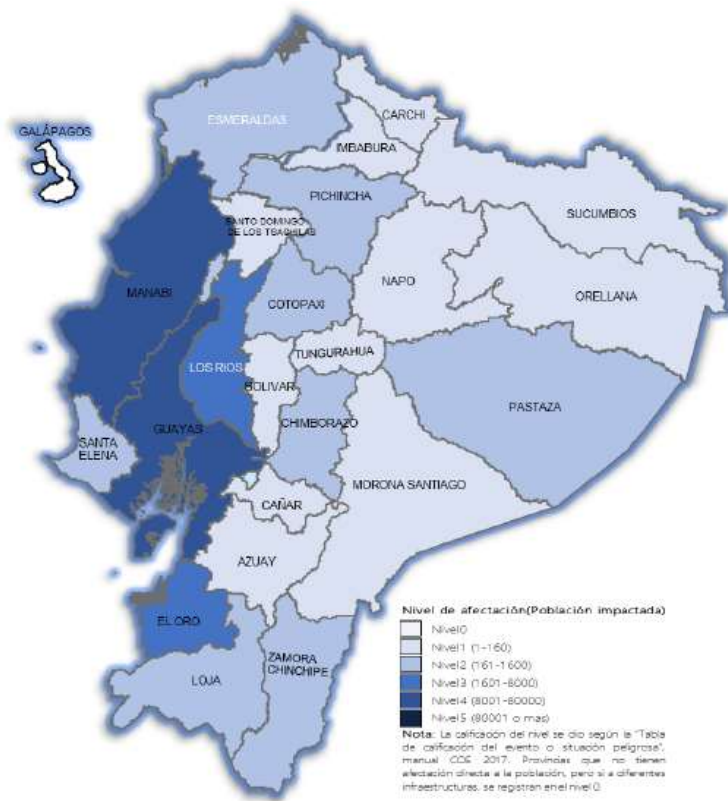 ESMERALDAS
CARCHI
GALÁPAGOS
IMBABURA
PICHINCHA
SUCUMBIOS
SANTO DOMINGO
DE LOS TSACHILAS
NAPO
ORELLANA
MANABI
COTOPAXI
LOS RIOS
TUNGURAHUA
BOLIVAR
PASTAZA
CHIMBORAZO
GUAYAS
SANTA
ELENA
MORONA SANTIAGO
CAÑAR
AZUAY
EL ORO
ZAMORA
CHINCHIPE
LOJA
Nivel de afectación(Población impactada)
Nivel0
Nivel1 (1-160)
Nivel2 (161-1600)
Nivel3 (1601-8000)
Nivel4 (8001-80000)
Nivel5 (80001 o mas)
Nota: La calificación del nivel se dio según la "Tabla
de calificación del evento o situación peligrosa",
manual COE 2017. Provincias que no tienen
afectación directa a la población, pero si a diferentes
infraestructuras, se registran en el nivel 0.